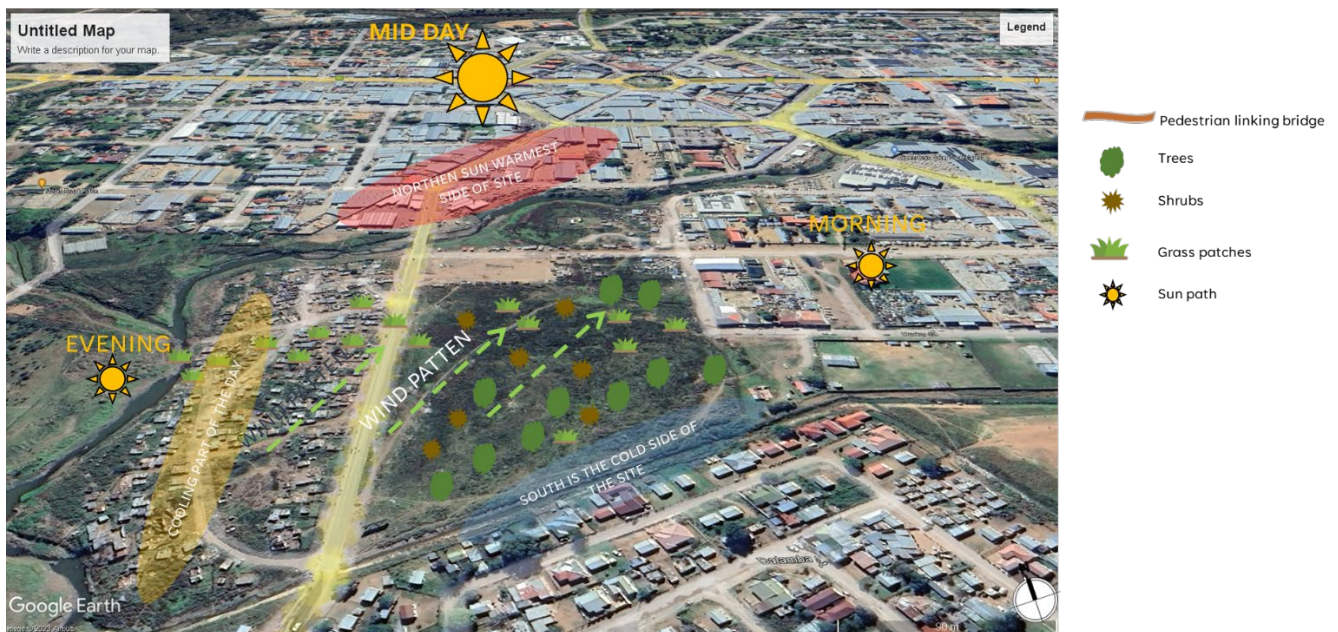 Untitled Map
Write a description for your map.
MID DAY
Legend
NORTHEN SUN WARMEST
SIDE OF SITE
MORNING
EVENING
COOLING PART OF THE DAY
WIND PATTEN
SOUTH IS THE COLD SIDE OF
THE SITE
Google Earth
90 m
Pedestrian linking bridge
Trees
Shrubs
Grass patches
Sun path